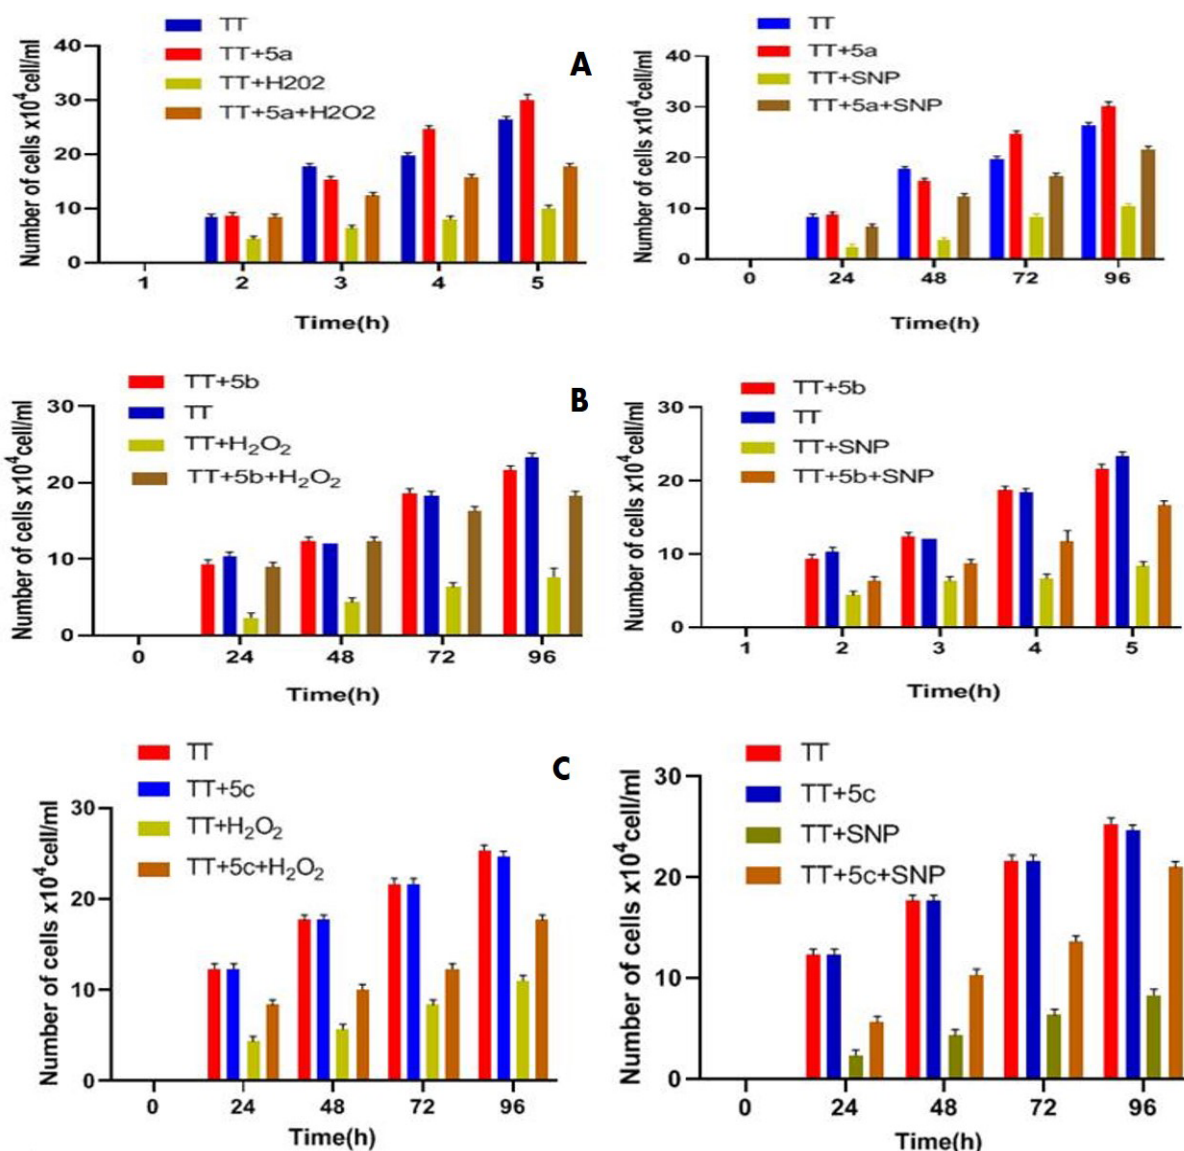 TT
TT+5a
TT+H202
TT+5a+H2O2
40
30
20
10
0
Number of cells x10⁴cell/ml
1 2 3 4 5
Time(h)
A
TT
TT+5a
TT+SNP
TT+5a+SNP
40
30
20
10
0
Number of cells x10⁴cell/ml
0 24 48 72 96
Time(h)
TT+5b
TT
TT+H₂O₂
TT+5b+H₂O₂
30
20
10
0
Number of cells x10⁴cell/ml
0 24 48 72 96
Time(h)
B
TT+5b
TT
TT+SNP
TT+5b+SNP
30
20
10
0
Number of cells x10⁴cell/ml
1 2 3 4 5
Time(h)
TT
TT+5c
TT+H₂O₂
TT+5c+H₂O₂
30
20
10
0
Number of cells x10⁴cell/ml
0 24 48 72 96
Time(h)
C
TT
TT+5c
TT+SNP
TT+5c+SNP
30
20
10
0
Number of cells x10⁴cell/ml
0 24 48 72 96
Time(h)